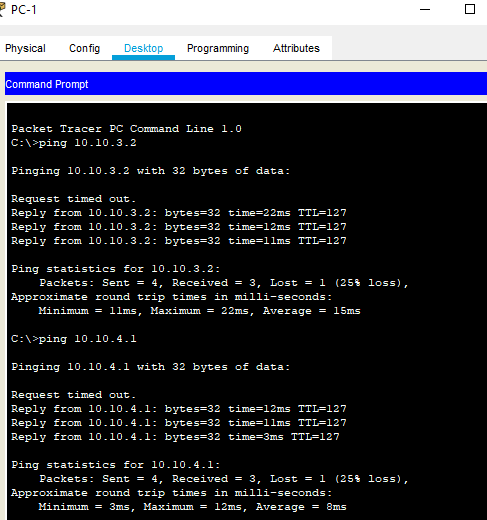 PC-1
Physical Config Desktop Programming Attributes
Command Prompt
Packet Tracer PC Command Line 1.0
C:\>ping 10.10.3.2
Pinging 10.10.3.2 with 32 bytes of data:
Request timed out.
Reply from 10.10.3.2: bytes=32 time=22ms TTL=127
Reply from 10.10.3.2: bytes=32 time=12ms TTL=127
Reply from 10.10.3.2: bytes=32 time=11ms TTL=127
Ping statistics for 10.10.3.2:
Packets: Sent = 4, Received = 3, Lost = 1 (25% loss),
Approximate round trip times in milli-seconds:
Minimum = 11ms, Maximum = 22ms, Average = 15ms
C:\>ping 10.10.4.1
Pinging 10.10.4.1 with 32 bytes of data:
Request timed out.
Reply from 10.10.4.1: bytes=32 time=12ms TTL=127
Reply from 10.10.4.1: bytes=32 time=11ms TTL=127
Reply from 10.10.4.1: bytes=32 time=3ms TTL=127
Ping statistics for 10.10.4.1:
Packets: Sent = 4, Received = 3, Lost = 1 (25% loss),
Approximate round trip times in milli-seconds:
Minimum = 3ms, Maximum = 12ms, Average = 8ms